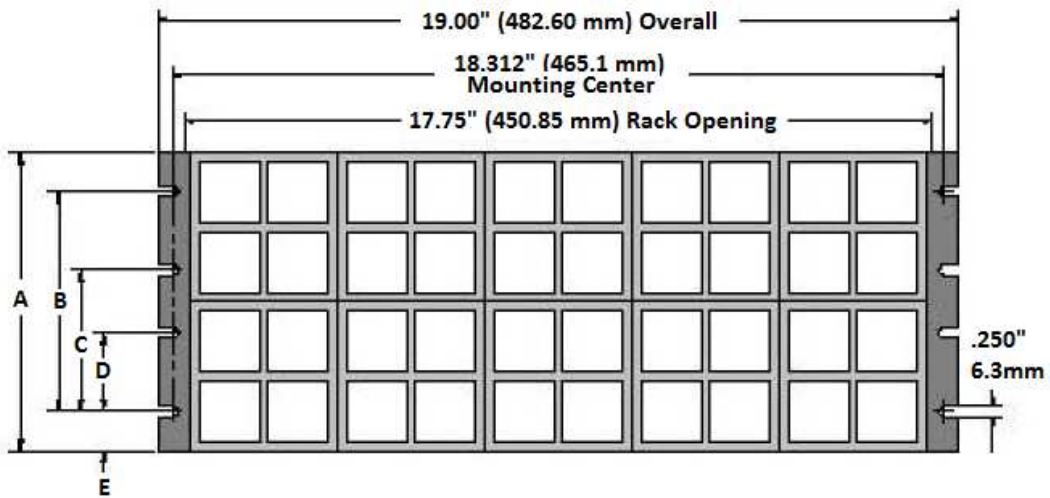 19.00" (482.60 mm) Overall
18.312" (465.1 mm)
Mounting Center
17.75" (450.85 mm) Rack Opening
A
B
C
D
E
.250"
6.3mm